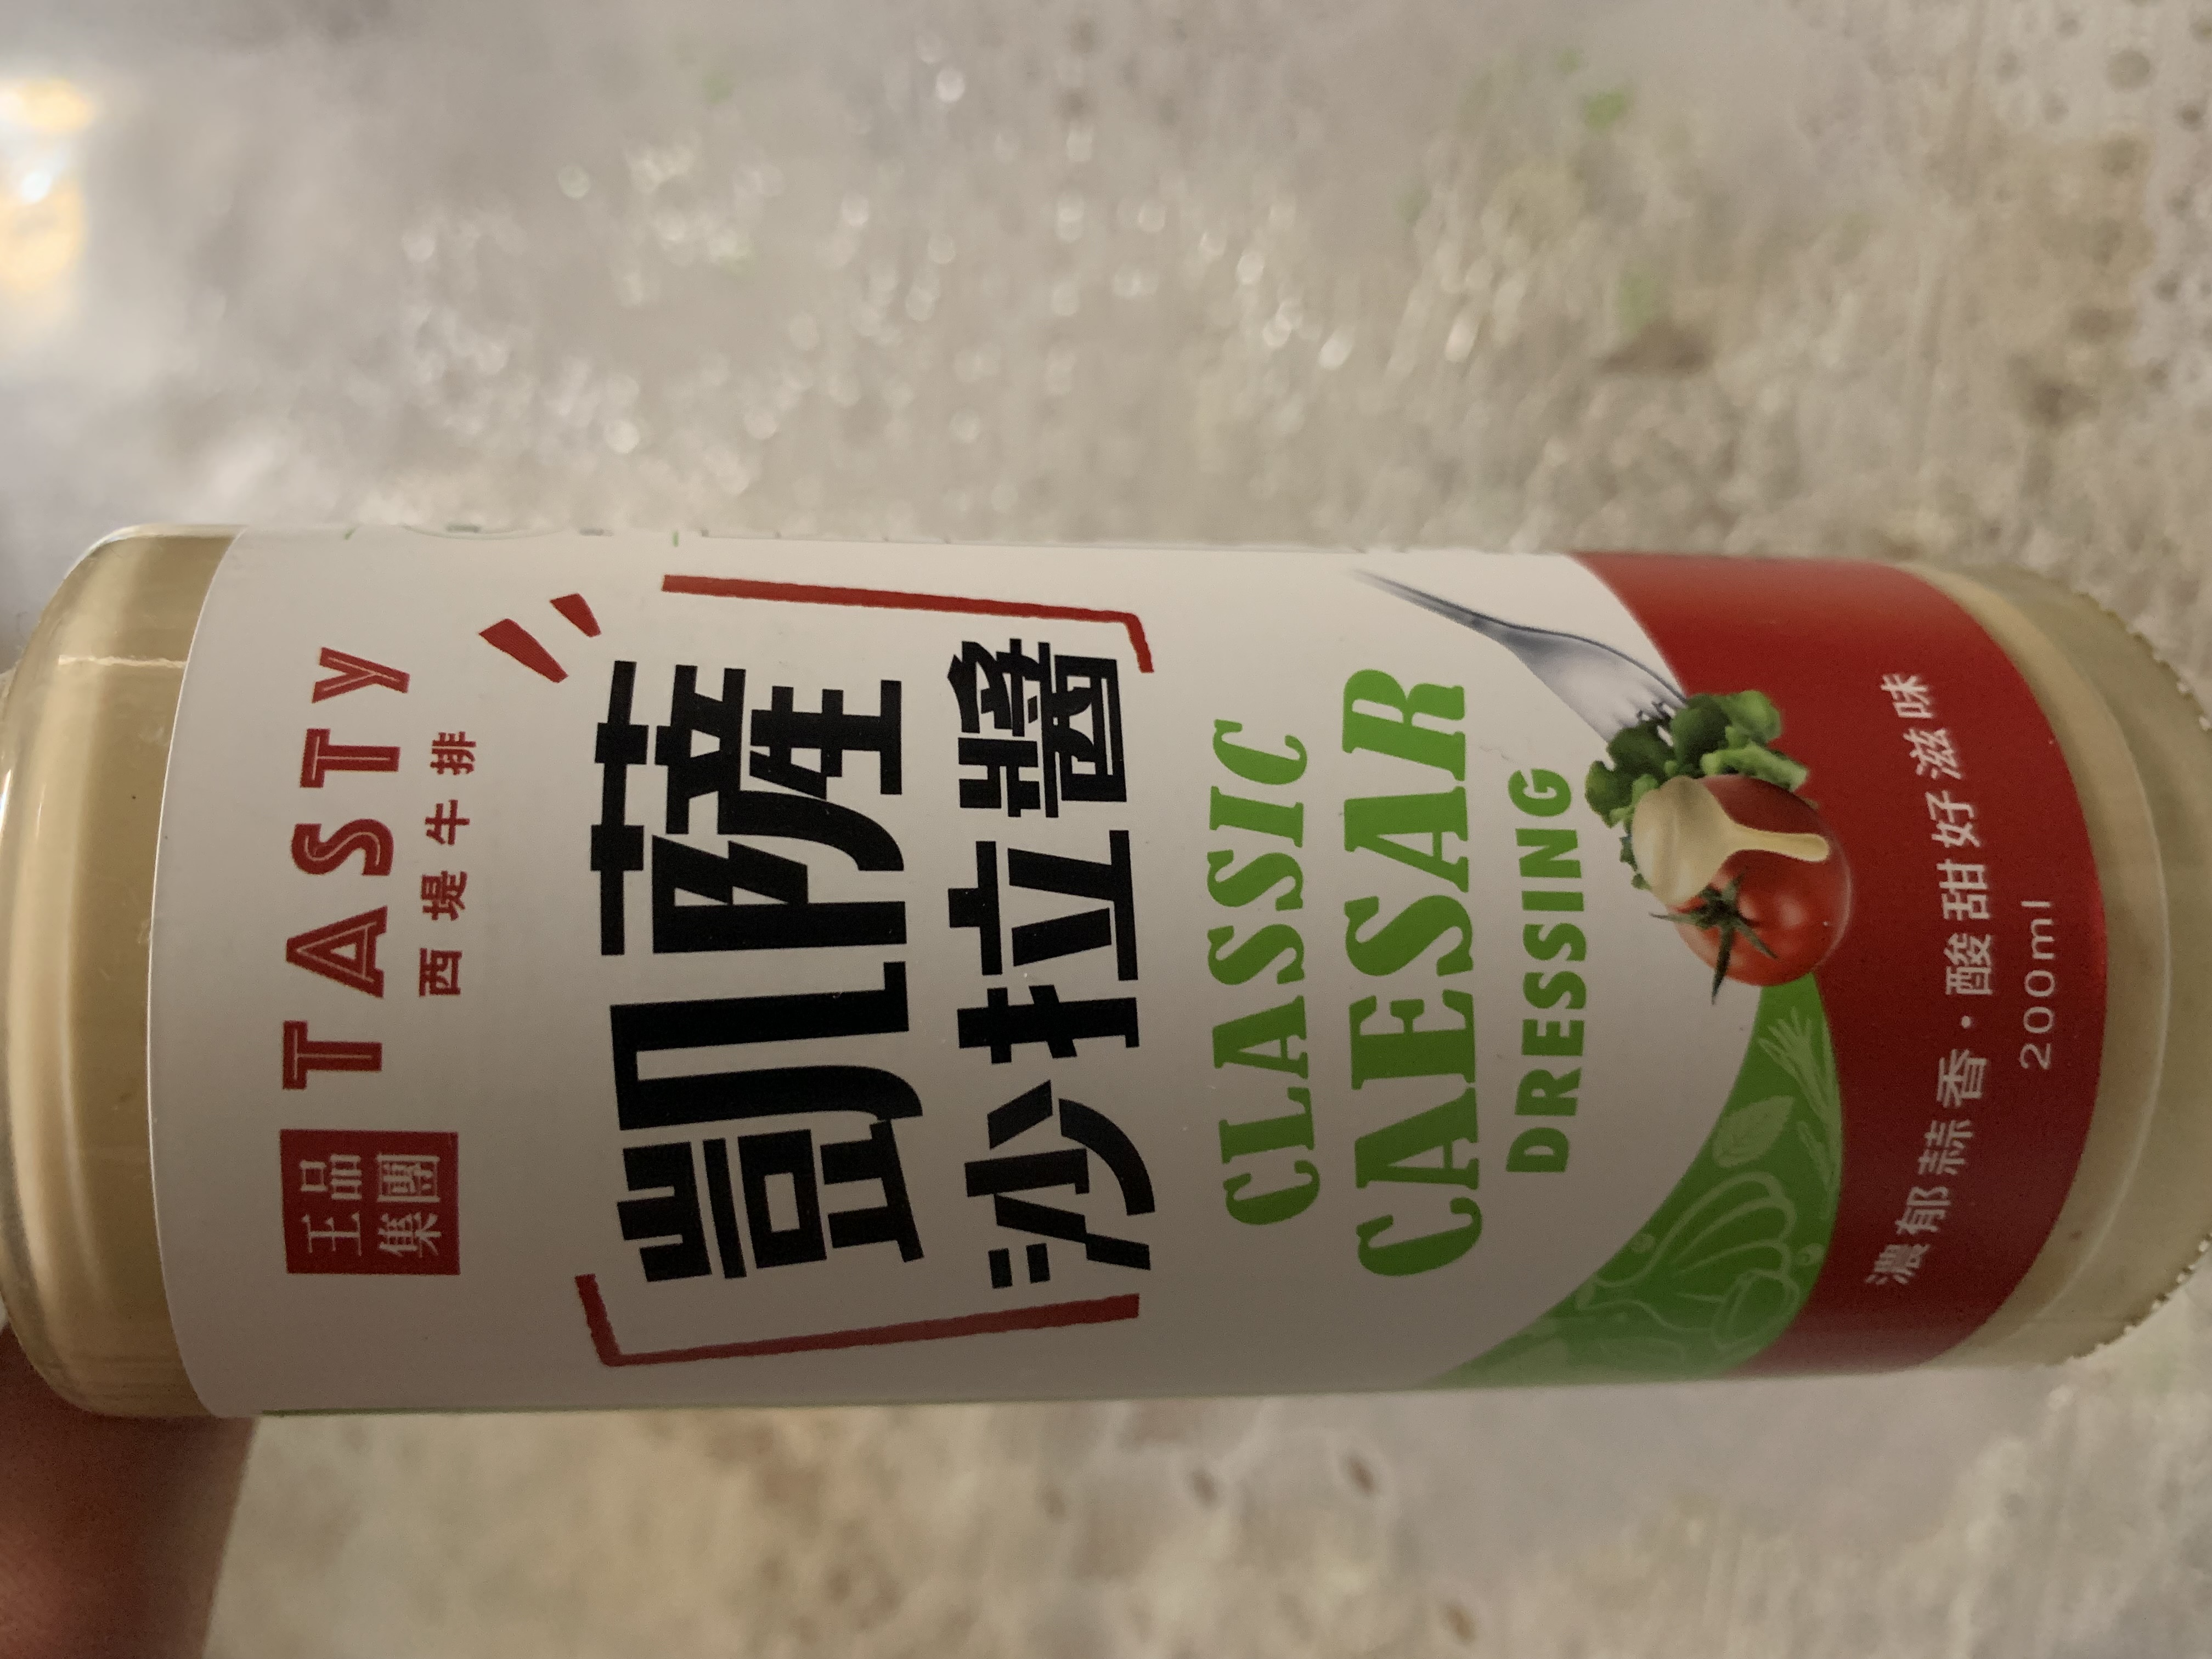 王品
集團
TASTY
西堤牛排
凱薩
沙拉醬
CLASSIC
CAESAR
DRESSING
濃郁蒜香·酸甜好滋味
200ml